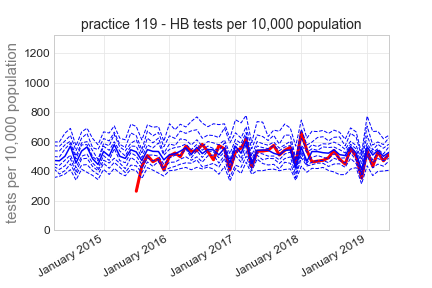 practice 119 - HB tests per 10,000 population
tests per 10,000 population
1200
1000
800
600
400
200
0
January 2015
January 2016
January 2017
January 2018
January 2019